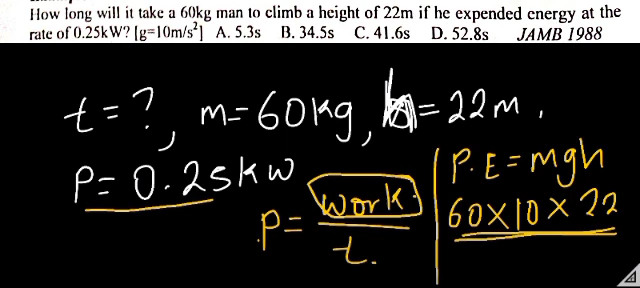 How long will it take a 60kg man to climb a height of 22m if he expended energy at the
rate of 0.25kW? [g=10m/s²] A. 5.3s B. 34.5s C. 41.6s D. 52.8s JAMB 1988
t = ?, m = 60kg, h = 22m,
P = 0.25kw
P = work / t.
P.E = mgh
60 x 10 x 22